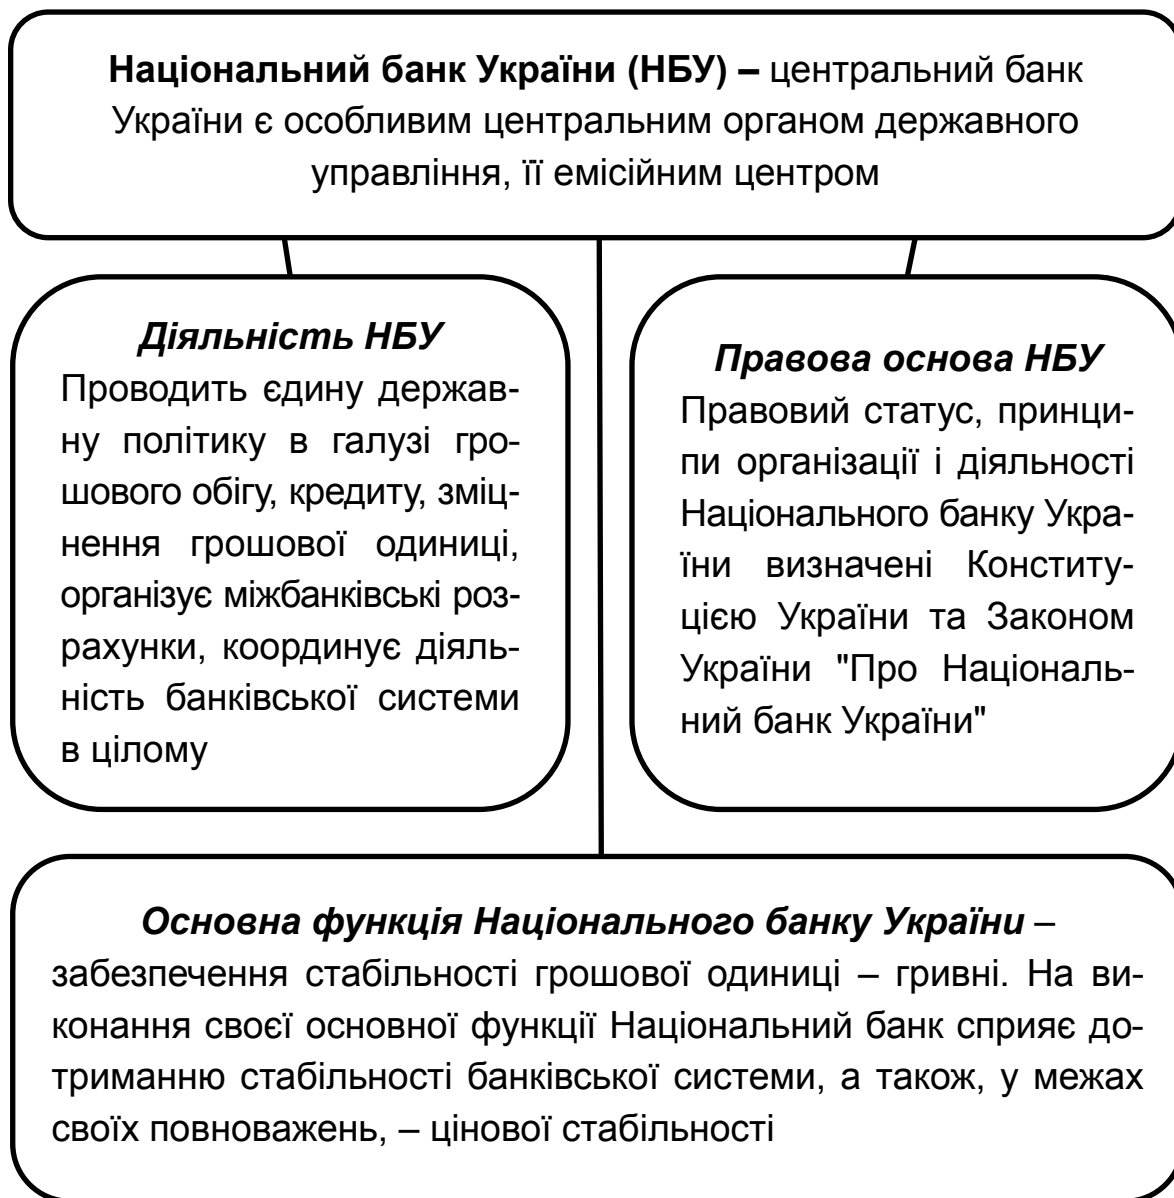 Національний банк України (НБУ) – центральний банк
України є особливим центральним органом державного
управління, її емісійним центром
Діяльність НБУ
Проводить єдину держав-
ну політику в галузі гро-
шового обігу, кредиту, зміц-
нення грошової одиниці,
організує міжбанківські роз-
рахунки, координує діяль-
ність банківської системи
в цілому
Правова основа НБУ
Правовий статус, принци-
пи організації і діяльності
Національного банку Укра-
їни визначені Конститу-
цією України та Законом
України "Про Національ-
ний банк України"
Основна функція Національного банку України –
забезпечення стабільності грошової одиниці – гривні. На ви-
конання своєї основної функції Національний банк сприяє до-
триманню стабільності банківської системи, а також, у межах
своїх повноважень, – цінової стабільності